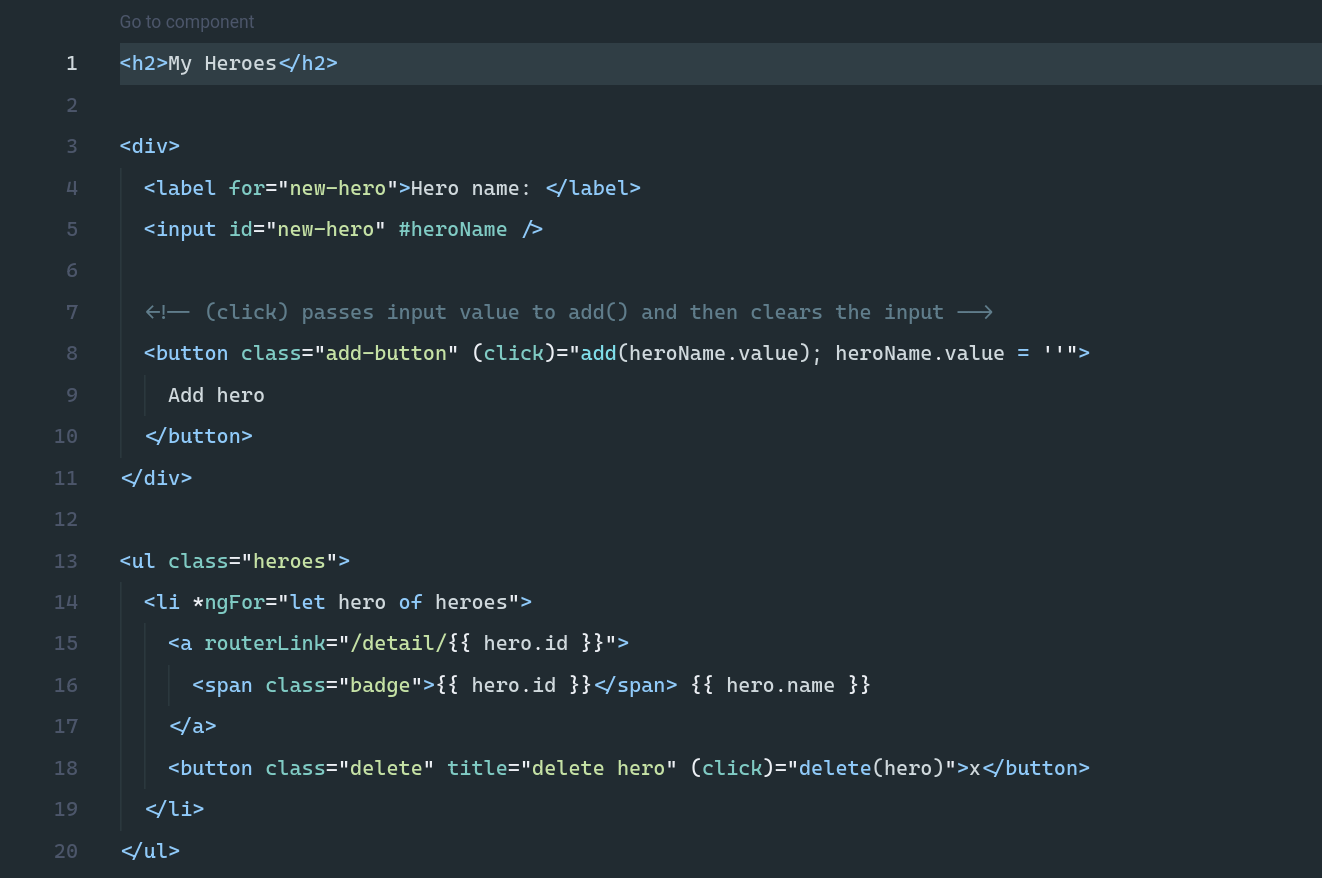 Go to component
1 <h2>My Heroes</h2>
2
3 <div>
4   <label for="new-hero">Hero name: </label>
5   <input id="new-hero" #heroName />
6
7   <!-- (click) passes input value to add() and then clears the input -->
8   <button class="add-button" (click)="add(heroName.value); heroName.value = ''">
9     Add hero
10   </button>
11 </div>
12
13 <ul class="heroes">
14   <li *ngFor="let hero of heroes">
15     <a routerLink="/detail/{{ hero.id }}">
16       <span class="badge">{{ hero.id }}</span> {{ hero.name }}
17     </a>
18     <button class="delete" title="delete hero" (click)="delete(hero)">x</button>
19   </li>
20 </ul>